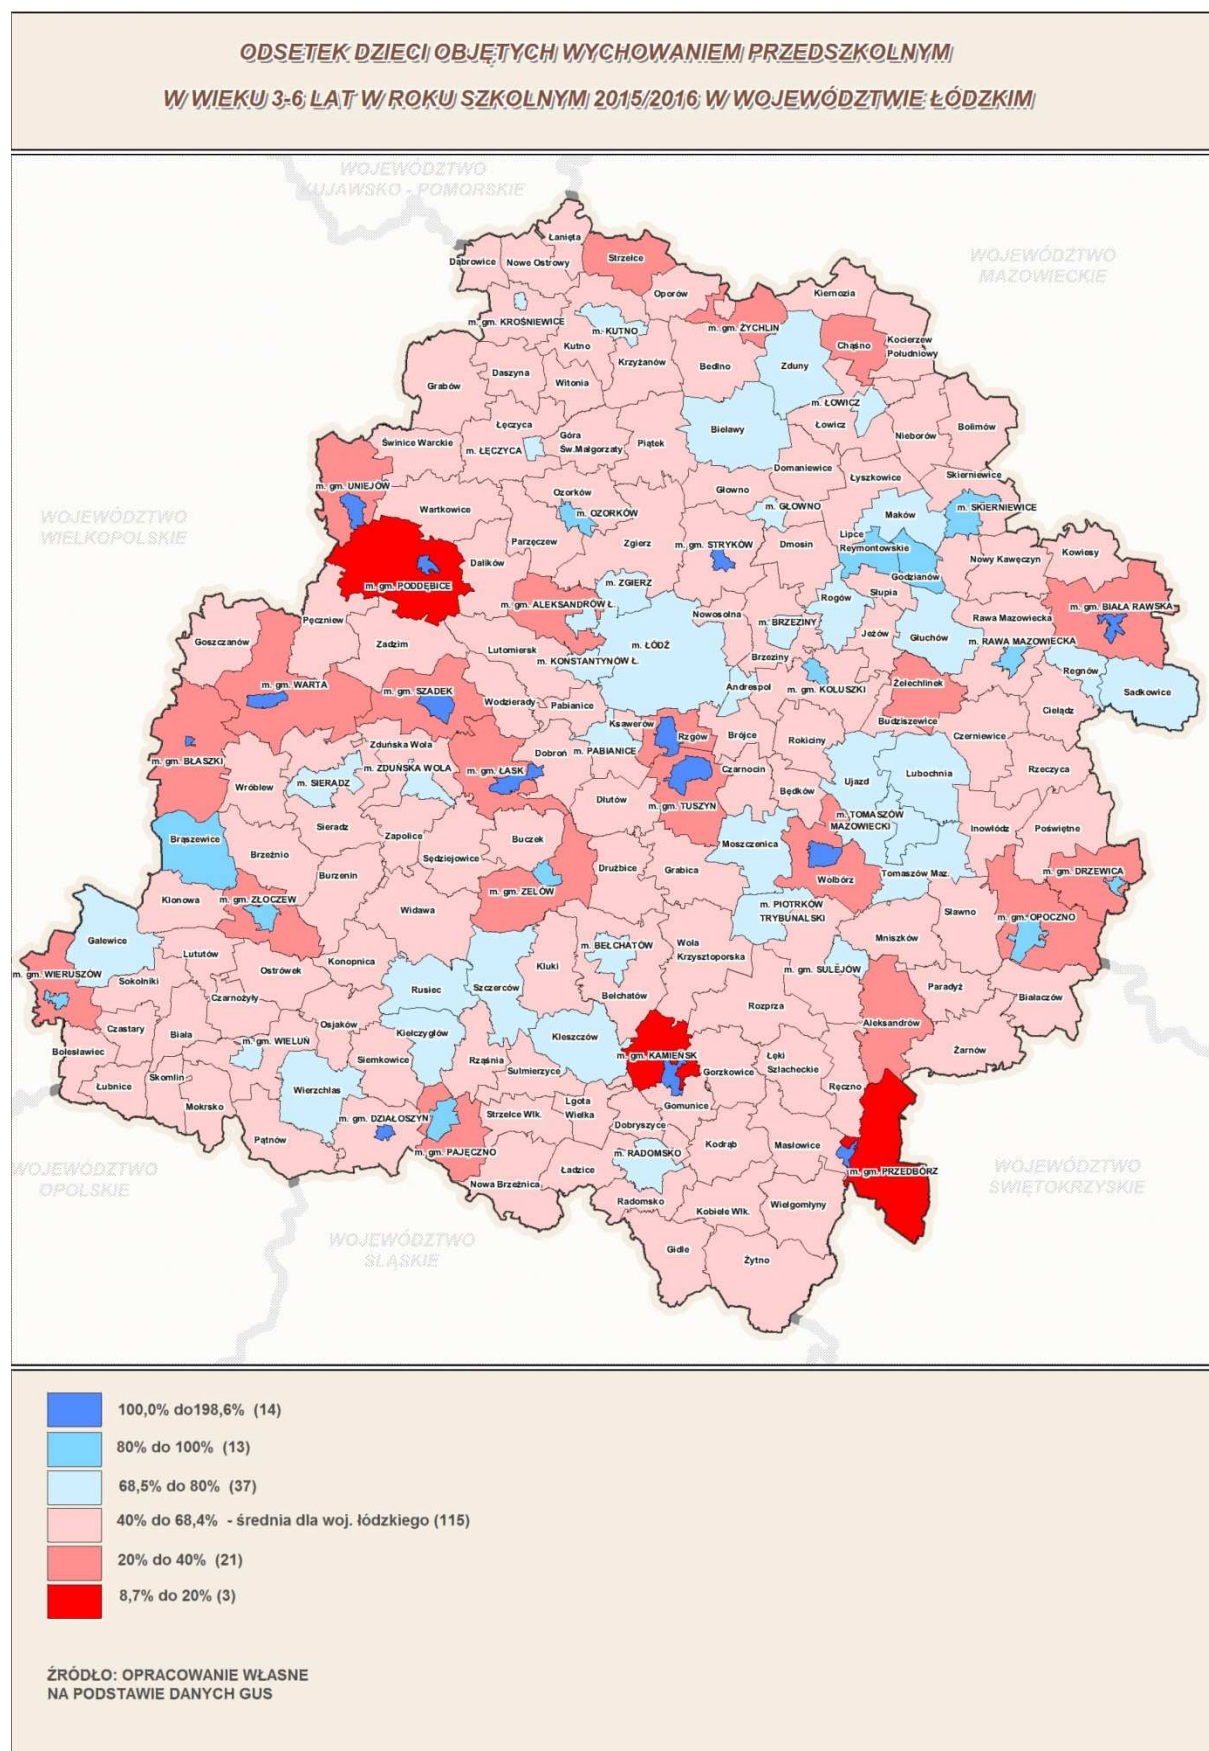 ODSETEK DZIECI OBJĘTYCH WYCHOWANIEM PRZEDSZKOLNYM
W WIEKU 3-6 LAT W ROKU SZKOLNYM 2015/2016 W WOJEWÓDZTWIE ŁÓDZKIM
WOJEWÓDZTWO
KUJAWSKO - POMORSKIE
WOJEWÓDZTWO
MAZOWIECKIE
WOJEWÓDZTWO
WIELKOPOLSKIE
WOJEWÓDZTWO
OPOLSKIE
WOJEWÓDZTWO
ŚLĄSKIE
WOJEWÓDZTWO
ŚWIĘTOKRZYSKIE
Łanięta
Dąbrowice
Nowe Ostrowy
Strzelce
Oporów
Kiernozia
m. gm. KROŚNIEWICE
m. KUTNO
m. gm. ŻYCHLIN
Kutno
Krzyżanów
Bedlno
Zduny
Chąśno
Kocierzew
Południowy
Grabów
Daszyna
Witonia
m. ŁOWICZ
Łęczyca
Bielawy
Łowicz
Nieborów
Bolimów
Świnice Warckie
m. ŁĘCZYCA
Góra
Św.Małgorzaty
Piątek
Domaniewice
Łyszkowice
Skierniewice
m. gm. UNIEJÓW
Wartkowice
Ozorków
m. OZORKÓW
Głowno
m. GŁOWNO
Maków
m. SKIERNIEWICE
Parzęczew
Zgierz
m. gm. STRYKÓW
Dmosin
Lipce
Reymontowskie
Nowy Kawęczyn
Kowiesy
Dalików
m. gm. PODDĘBICE
m. ZGIERZ
Godzianów
Słupia
Rogów
m. gm. ALEKSANDRÓW Ł.
Nowosolna
m. BRZEZINY
Jeżów
Głuchów
Rawa Mazowiecka
m. gm. BIAŁA RAWSKA
m. RAWA MAZOWIECKA
Pęczniew
Goszczanów
Zadzim
Lutomiersk
m. KONSTANTYNÓW Ł.
m. ŁÓDŹ
Brzeziny
Regnów
Sadkowice
m. gm. WARTA
m. gm. SZADEK
Wodzierady
Pabianice
Andrespol
m. gm. KOLUSZKI
Żelechlinek
Cielądz
Ksawerów
Rzgów
Brójce
Rokiciny
Budziszewice
Czerniewice
m. gm. BŁASZKI
Zduńska Wola
Dobroń
m. PABIANICE
Wróblew
m. SIERADZ
m. ZDUŃSKA WOLA
m. gm. ŁASK
Czarnocin
Ujazd
Lubochnia
Rzeczyca
Będków
Dłutów
m. gm. TUSZYN
m. TOMASZÓW
MAZOWIECKI
Inowłódz
Poświętne
Brąszewice
Sieradz
Zapolice
Buczek
Moszczenica
Brzeźnio
Sędziejowice
Drużbice
Grabica
Wolbórz
Tomaszów Maz.
m. gm. DRZEWICA
Burzenin
Klonowa
m. gm. ZŁOCZEW
m. gm. ZELÓW
Widawa
m. PIOTRKÓW
TRYBUNALSKI
Sławno
m. gm. OPOCZNO
Galewice
Lututów
Konopnica
m. BEŁCHATÓW
Wola
Krzysztoporska
Mniszków
m. gm. WIERUSZÓW
Sokolniki
Ostrówek
Kluki
m. gm. SULEJÓW
Czarnożyły
Rusiec
Szczerców
Bełchatów
Paradyż
Białaczów
Czastary
Osjaków
Rozprza
Biała
Kiełczygłów
Kleszczów
Aleksandrów
Bolesławiec
m. gm. WIELUŃ
Siemkowice
Rząśnia
m. gm. KAMIEŃSK
Łęki
Szlacheckie
Żarnów
Łubnice
Skomlin
Sulmierzyce
Gorzkowice
Wierzchlas
Ręczno
Mokrsko
m. gm. DZIAŁOSZYN
Strzelce Wlk.
Lgota
Wielka
Gomunice
Dobryszyce
Pątnów
m. gm. PAJĘCZNO
m. RADOMSKO
Kodrąb
Masłowice
m. gm. PRZEDBÓRZ
Ładzice
Nowa Brzeźnica
Radomsko
Kobiele Wlk.
Wielgomłyny
Gidle
Żytno
100,0% do198,6% (14)
80% do 100% (13)
68,5% do 80% (37)
40% do 68,4% - średnia dla woj. łódzkiego (115)
20% do 40% (21)
8,7% do 20% (3)
ŹRÓDŁO: OPRACOWANIE WŁASNE
NA PODSTAWIE DANYCH GUS